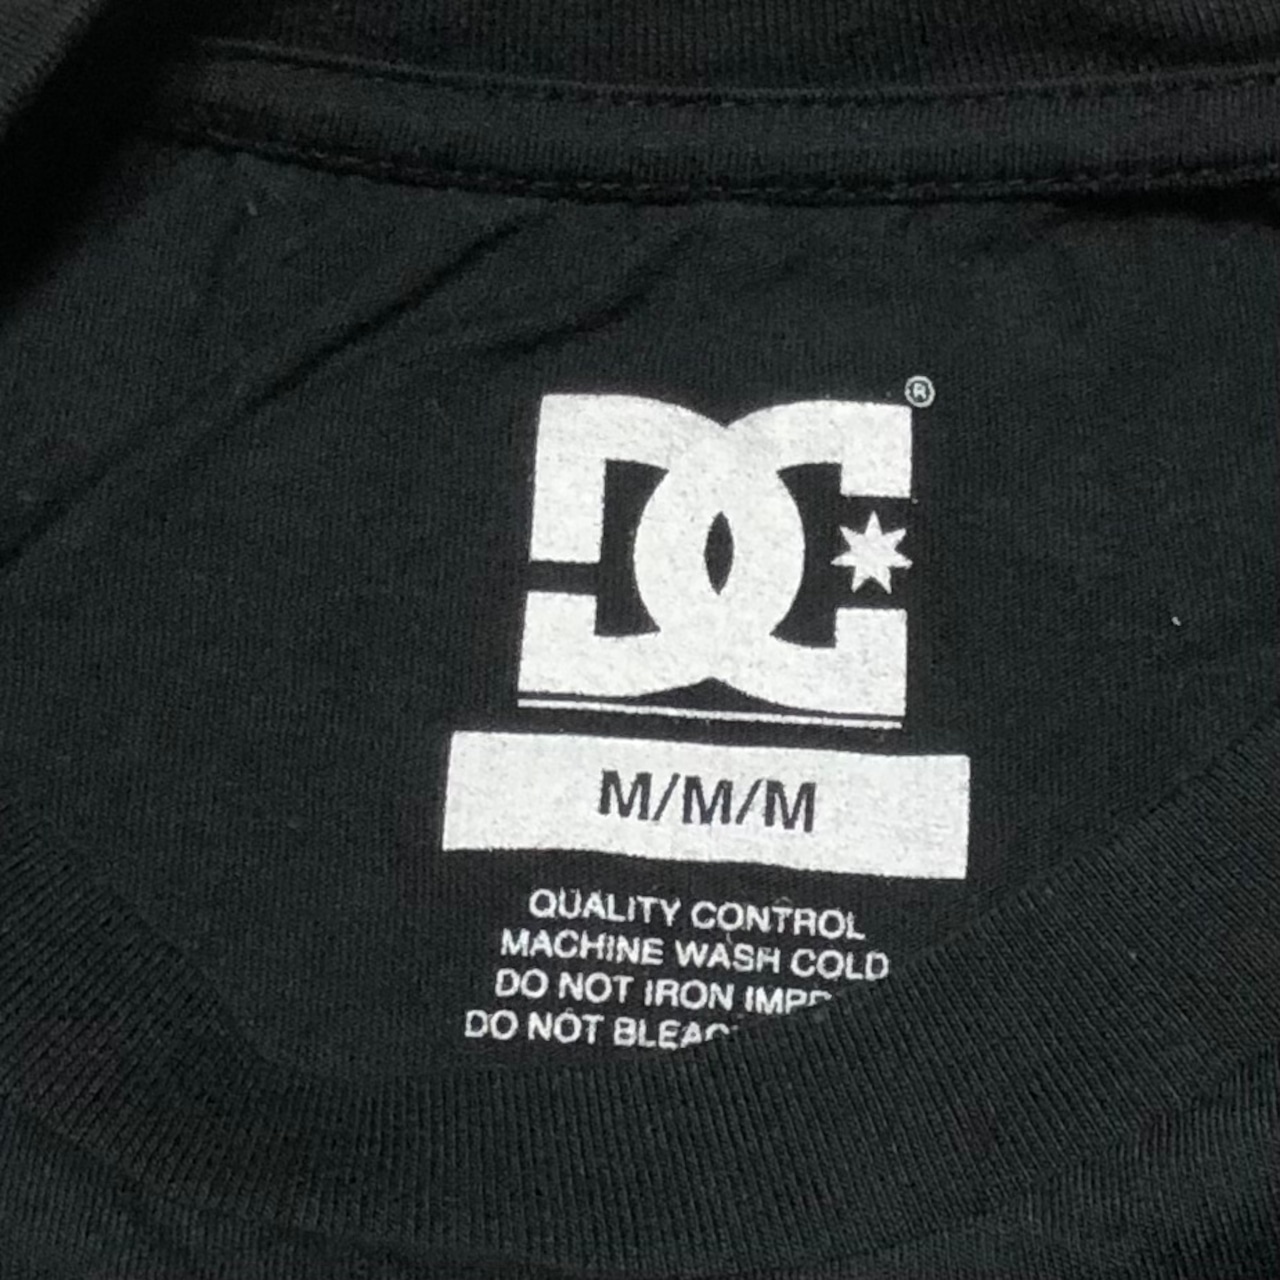 DC®
M/M/M
QUALITY CONTROL
MACHINE WASH COLD
DO NOT IRON
DO NOT